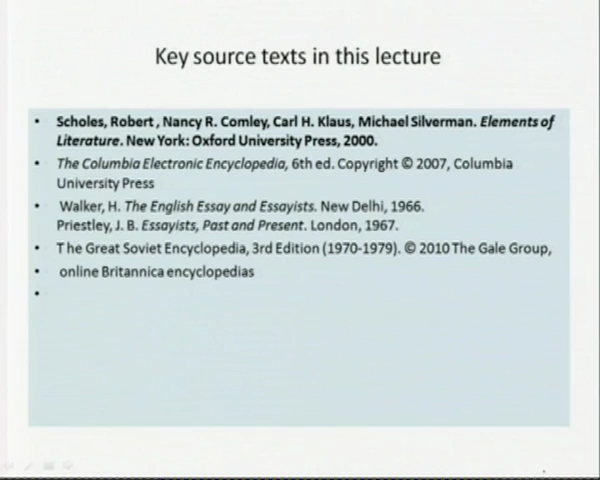 Key source texts in this lecture
• Scholes, Robert , Nancy R. Comley, Carl H. Klaus, Michael Silverman. Elements of
Literature. New York: Oxford University Press, 2000.
• The Columbia Electronic Encyclopedia, 6th ed. Copyright © 2007, Columbia
University Press
• Walker, H. The English Essay and Essayists. New Delhi, 1966.
Priestley, J. B. Essayists, Past and Present. London, 1967.
• The Great Soviet Encyclopedia, 3rd Edition (1970-1979). © 2010 The Gale Group,
• online Britannica encyclopedias
•